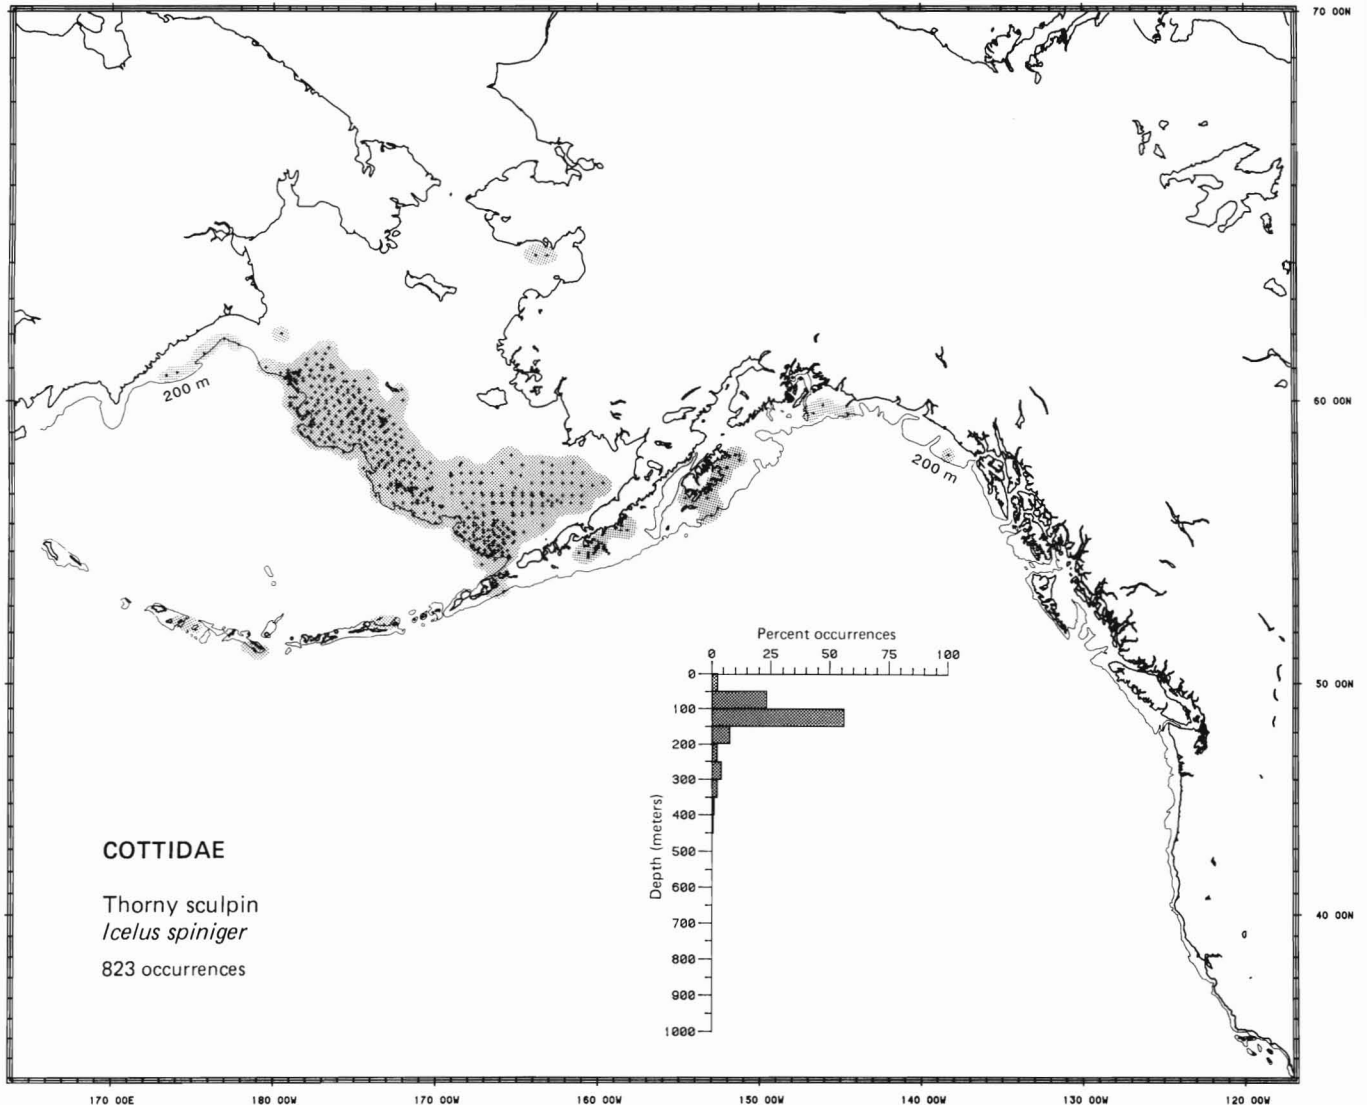 70 00N
60 00N
50 00N
40 00N
200 m
200 m
Percent occurrences
0 25 50 75 100
Depth (meters)
0
100
200
300
400
500
600
700
800
900
1000
COTTIDAE
Thorny sculpin
Icelus spiniger
823 occurrences
170 00E 180 00W 170 00W 160 00W 150 00W 140 00W 130 00W 120 00W